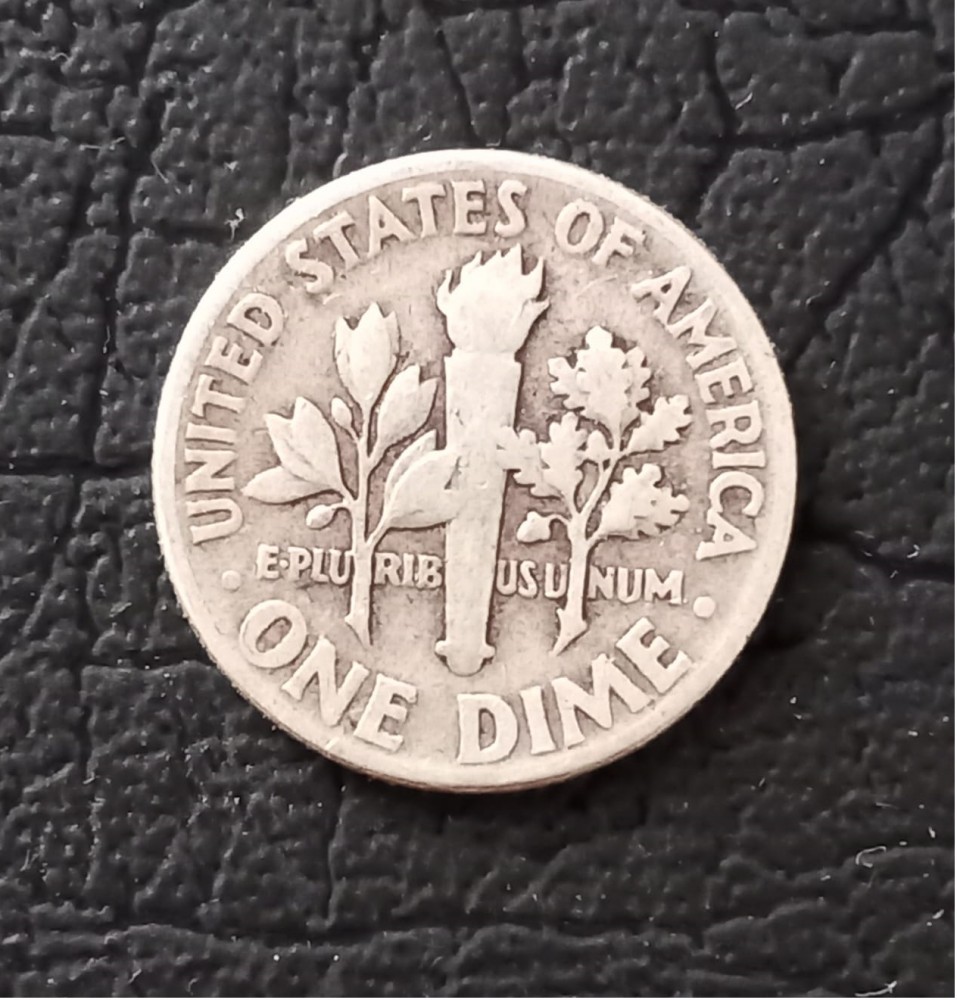 UNITED STATES OF AMERICA
E·PLURIBUS UNUM
ONE DIME